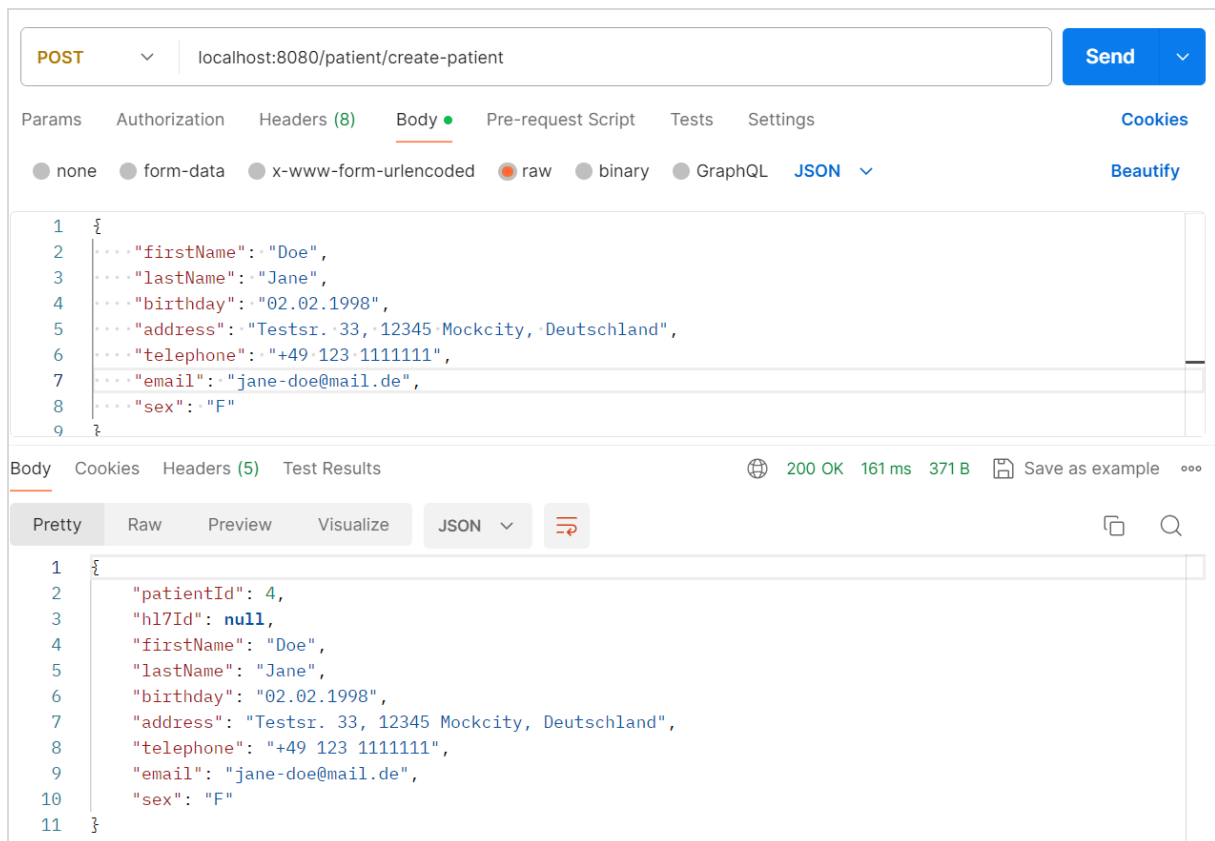 POST localhost:8080/patient/create-patient Send
Params Authorization Headers (8) Body Pre-request Script Tests Settings Cookies
none form-data x-www-form-urlencoded raw binary GraphQL JSON Beautify
1 {
2 "firstName": "Doe",
3 "lastName": "Jane",
4 "birthday": "02.02.1998",
5 "address": "Testsr. 33, 12345 Mockcity, Deutschland",
6 "telephone": "+49 123 1111111",
7 "email": "jane-doe@mail.de",
8 "sex": "F"
9 }
Body Cookies Headers (5) Test Results 200 OK 161 ms 371 B Save as example
Pretty Raw Preview Visualize JSON
1 {
2 "patientId": 4,
3 "hl7Id": null,
4 "firstName": "Doe",
5 "lastName": "Jane",
6 "birthday": "02.02.1998",
7 "address": "Testsr. 33, 12345 Mockcity, Deutschland",
8 "telephone": "+49 123 1111111",
9 "email": "jane-doe@mail.de",
10 "sex": "F"
11 }